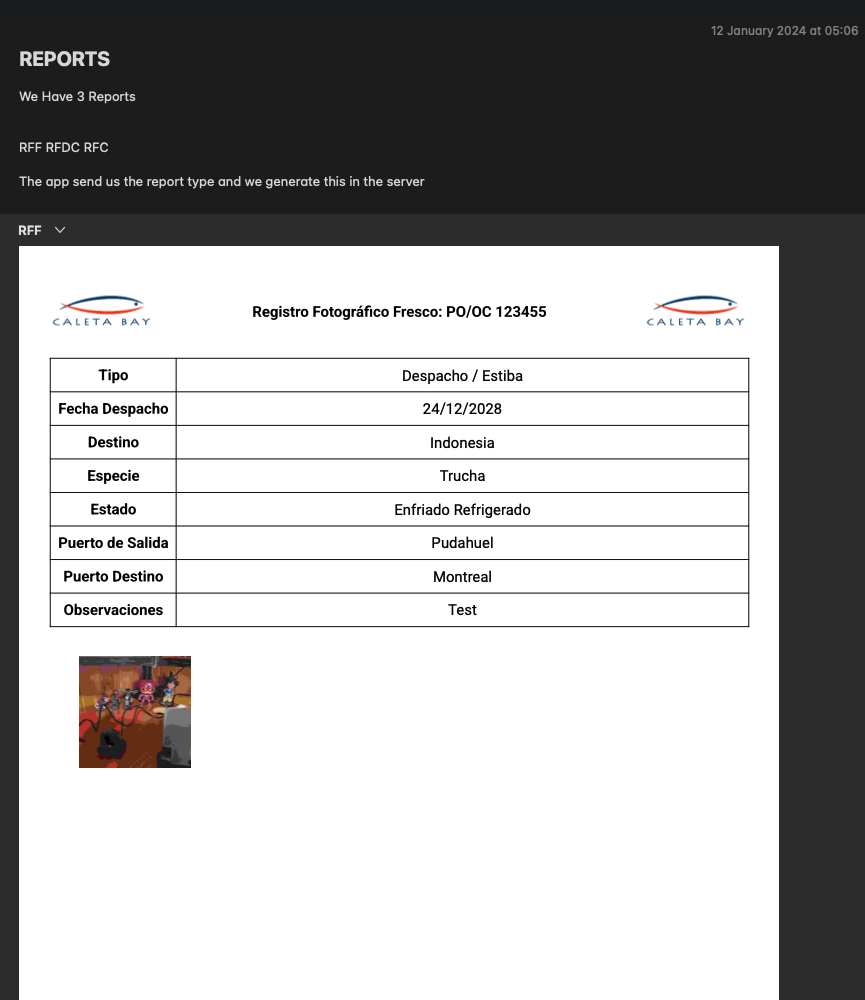 12 January 2024 at 05:06
REPORTS
We Have 3 Reports
RFF RFDC RFC
The app send us the report type and we generate this in the server
RFF
CALETA BAY Registro Fotográfico Fresco: PO/OC 123455 CALETA BAY
Tipo Despacho / Estiba
Fecha Despacho 24/12/2028
Destino Indonesia
Especie Trucha
Estado Enfriado Refrigerado
Puerto de Salida Pudahuel
Puerto Destino Montreal
Observaciones Test